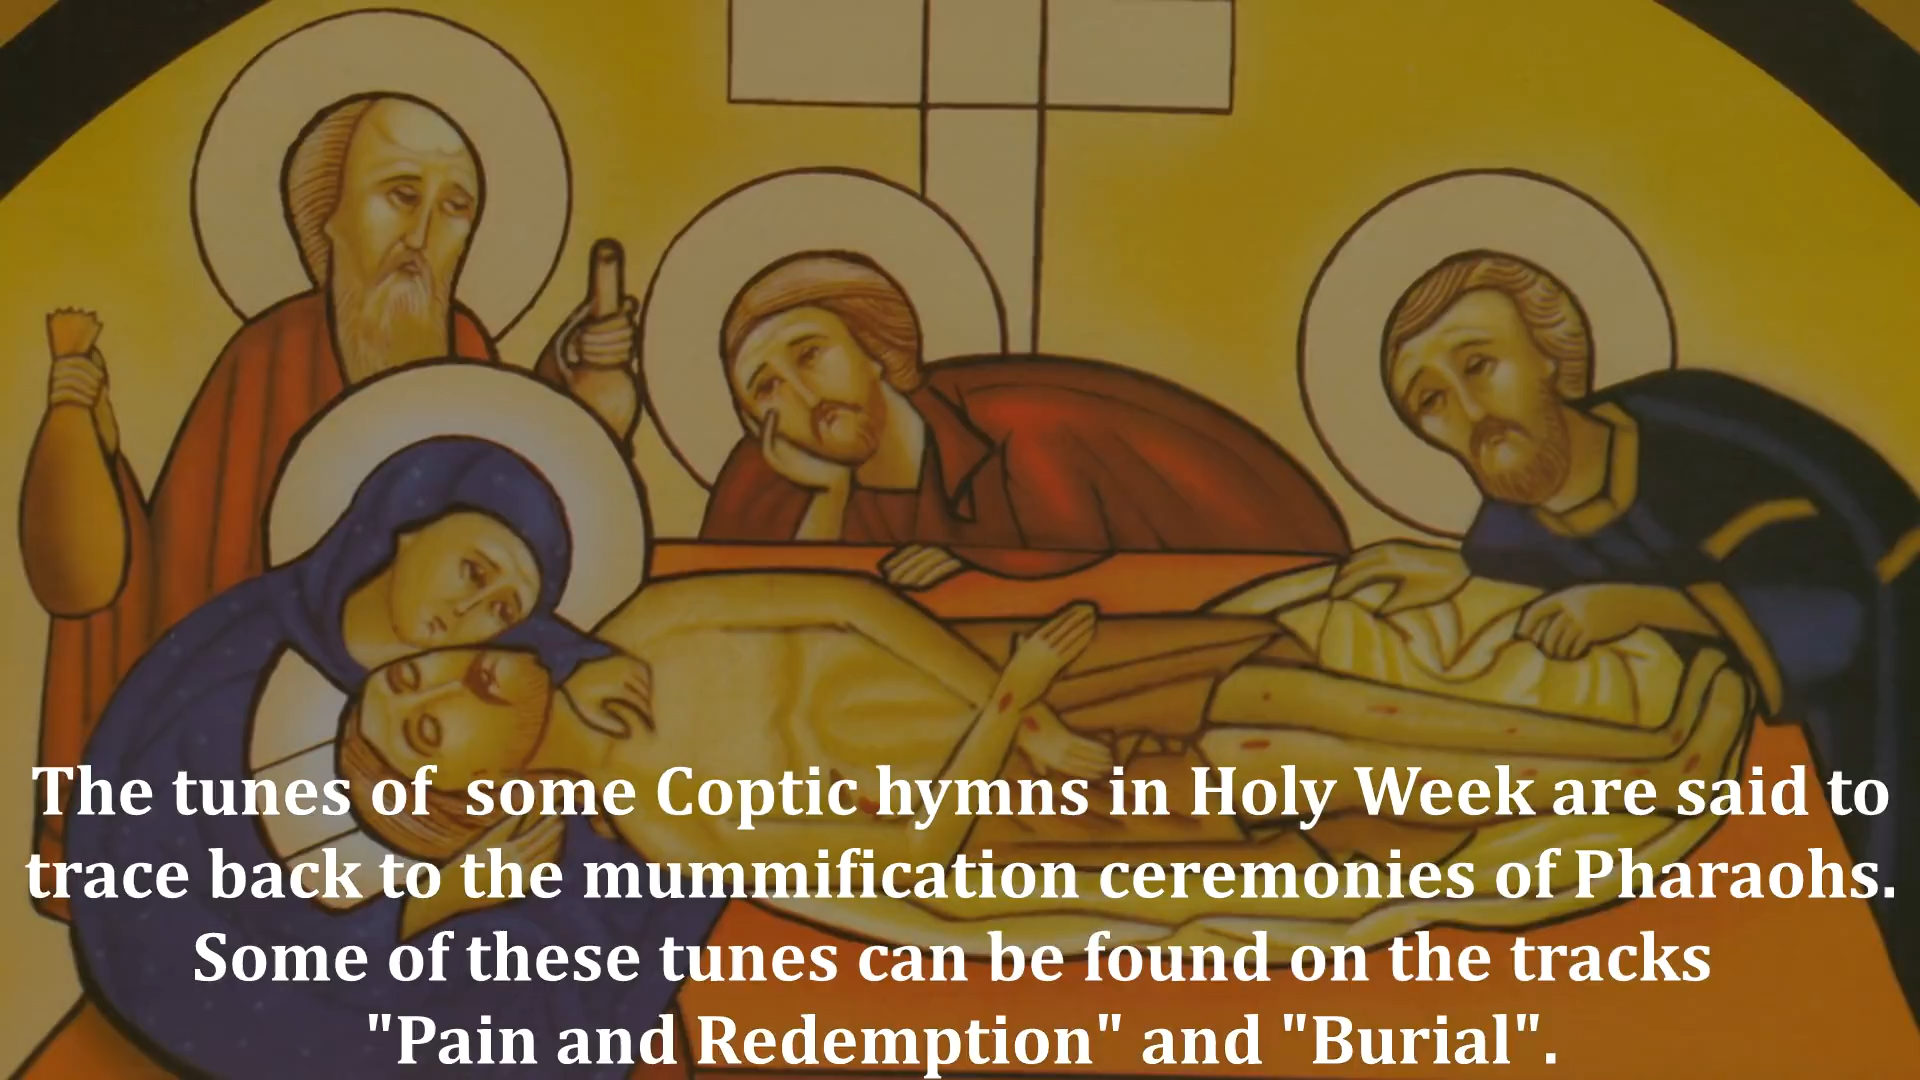 The tunes of  some Coptic hymns in Holy Week are said to
trace back to the mummification ceremonies of Pharaohs.
Some of these tunes can be found on the tracks
"Pain and Redemption" and "Burial".